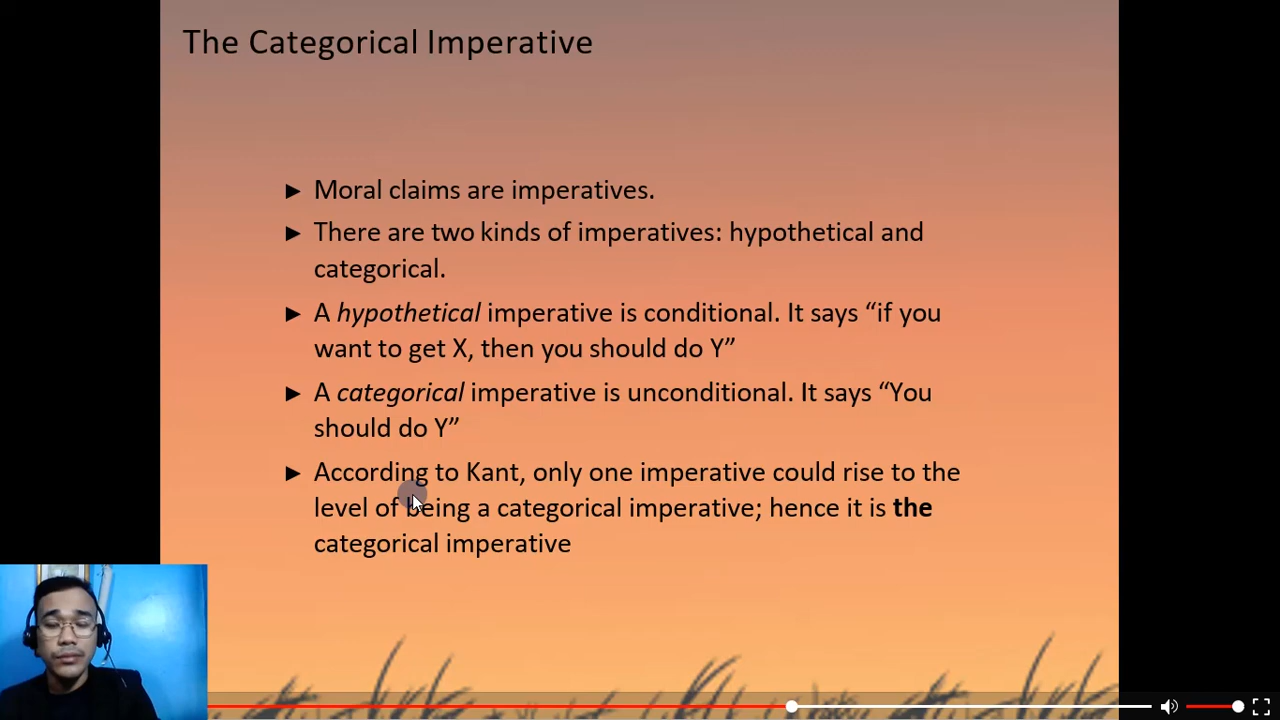 The Categorical Imperative
► Moral claims are imperatives.
► There are two kinds of imperatives: hypothetical and
categorical.
► A hypothetical imperative is conditional. It says “if you
want to get X, then you should do Y”
► A categorical imperative is unconditional. It says “You
should do Y”
► According to Kant, only one imperative could rise to the
level of being a categorical imperative; hence it is the
categorical imperative